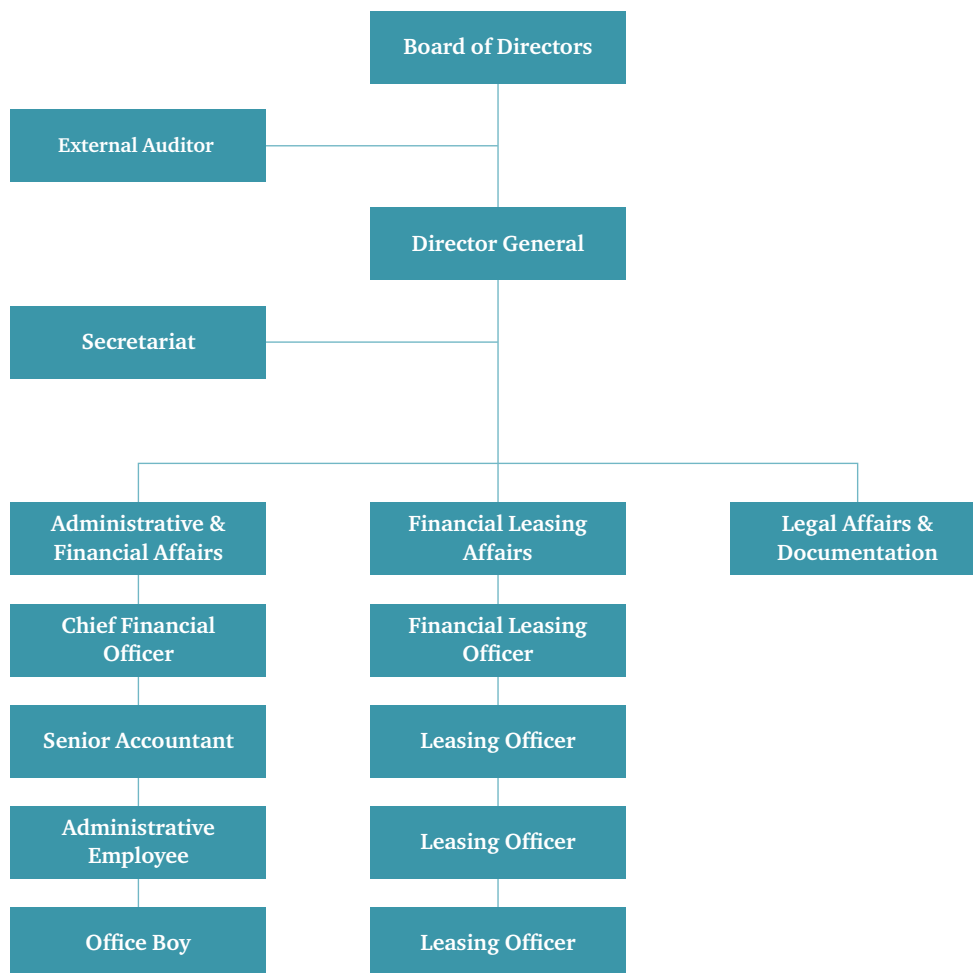 Board of Directors
External Auditor
Director General
Secretariat
Administrative &
Financial Affairs
Financial Leasing
Affairs
Legal Affairs &
Documentation
Chief Financial
Officer
Financial Leasing
Officer
Senior Accountant
Leasing Officer
Administrative
Employee
Leasing Officer
Office Boy
Leasing Officer